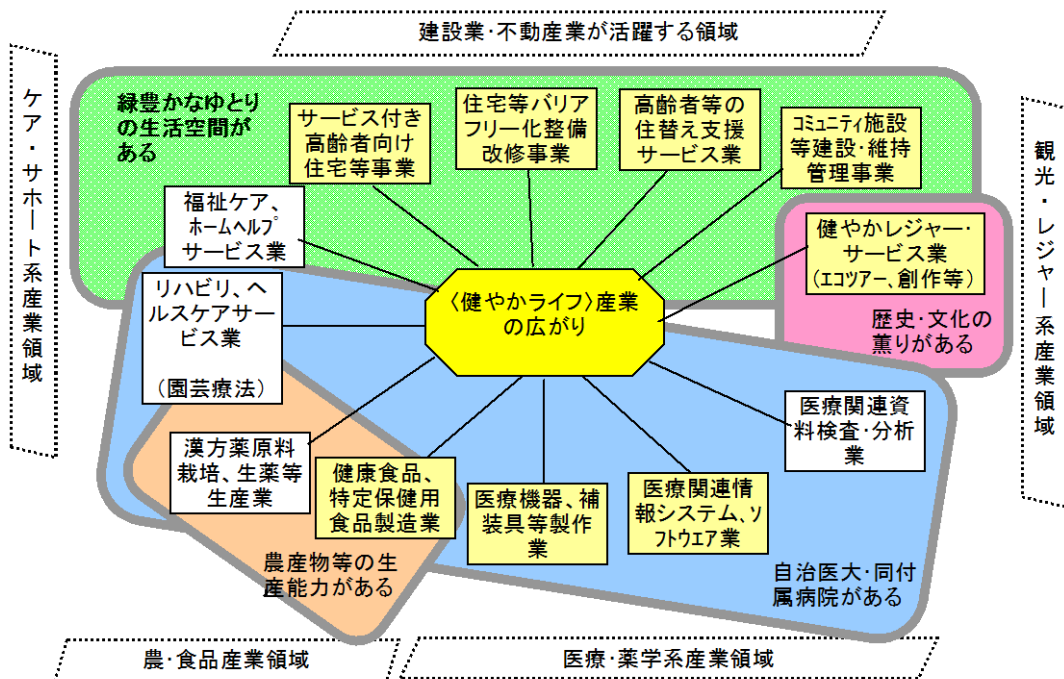 建設業・不動産業が活躍する領域
ケア・サポート系産業領域
緑豊かなゆとり
の生活空間が
ある
サービス付き
高齢者向け
住宅等事業
住宅等バリア
フリー化整備
改修事業
高齢者等の
住替え支援
サービス業
コミュニティ施設
等建設・維持
管理事業
観光・レジャー系産業領域
福祉ケア、
ホームヘルプ
サービス業
健やかレジャー・
サービス業
(エコツアー、創作等)
歴史・文化の
薫りがある
リハビリ、ヘ
ルスケアサー
ビス業
(園芸療法)
〈健やかライフ〉産業
の広がり
医療関連資
料検査・分析
業
漢方薬原料
栽培、生薬等
生産業
健康食品、
特定保健用
食品製造業
医療機器、補
装具等製作
業
医療関連情
報システム、ソ
フトウエア業
農産物等の生
産能力がある
自治医大・同付
属病院がある
農・食品産業領域
医療・薬学系産業領域